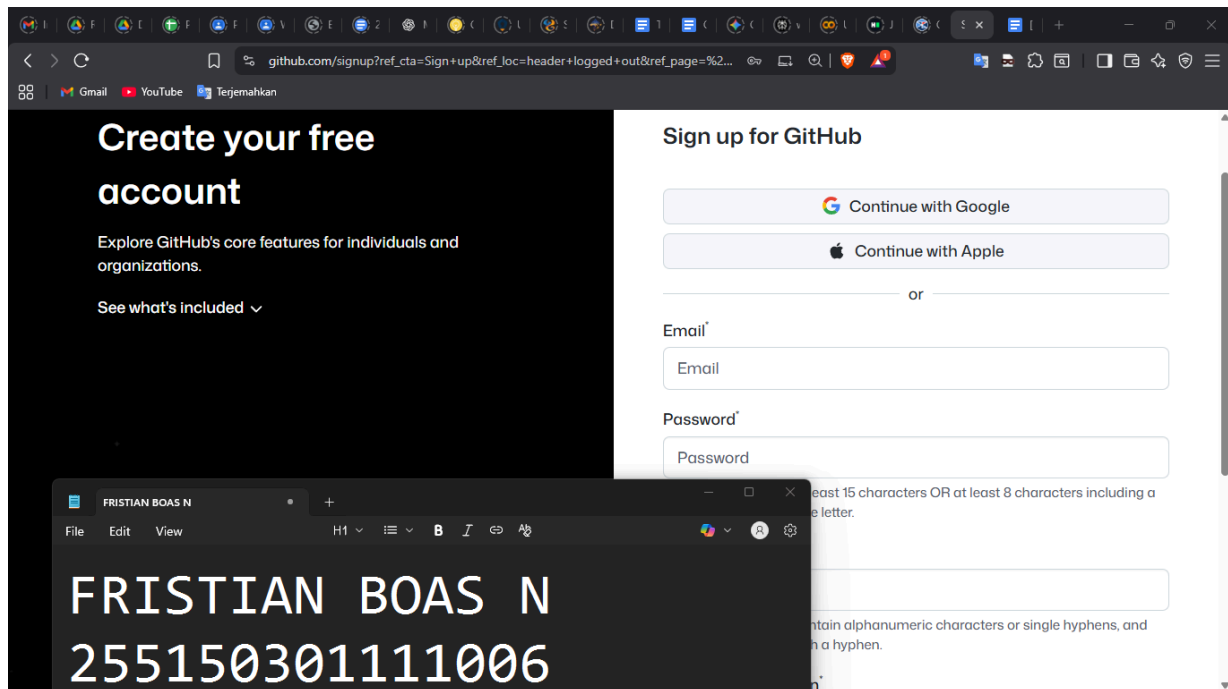 github.com/signup?ref_cta=Sign+up&ref_loc=header+logged+out&ref_page=%2...
Gmail
YouTube
Terjemahkan
Create your free
account
Explore GitHub's core features for individuals and
organizations.
See what's included
Sign up for GitHub
Continue with Google
Continue with Apple
or
Email*
Email
Password*
Password
east 15 characters OR at least 8 characters including a
e letter.
ntain alphanumeric characters or single hyphens, and
h a hyphen.
FRISTIAN BOAS N
File Edit View H1 B I
FRISTIAN BOAS N
255150301111006